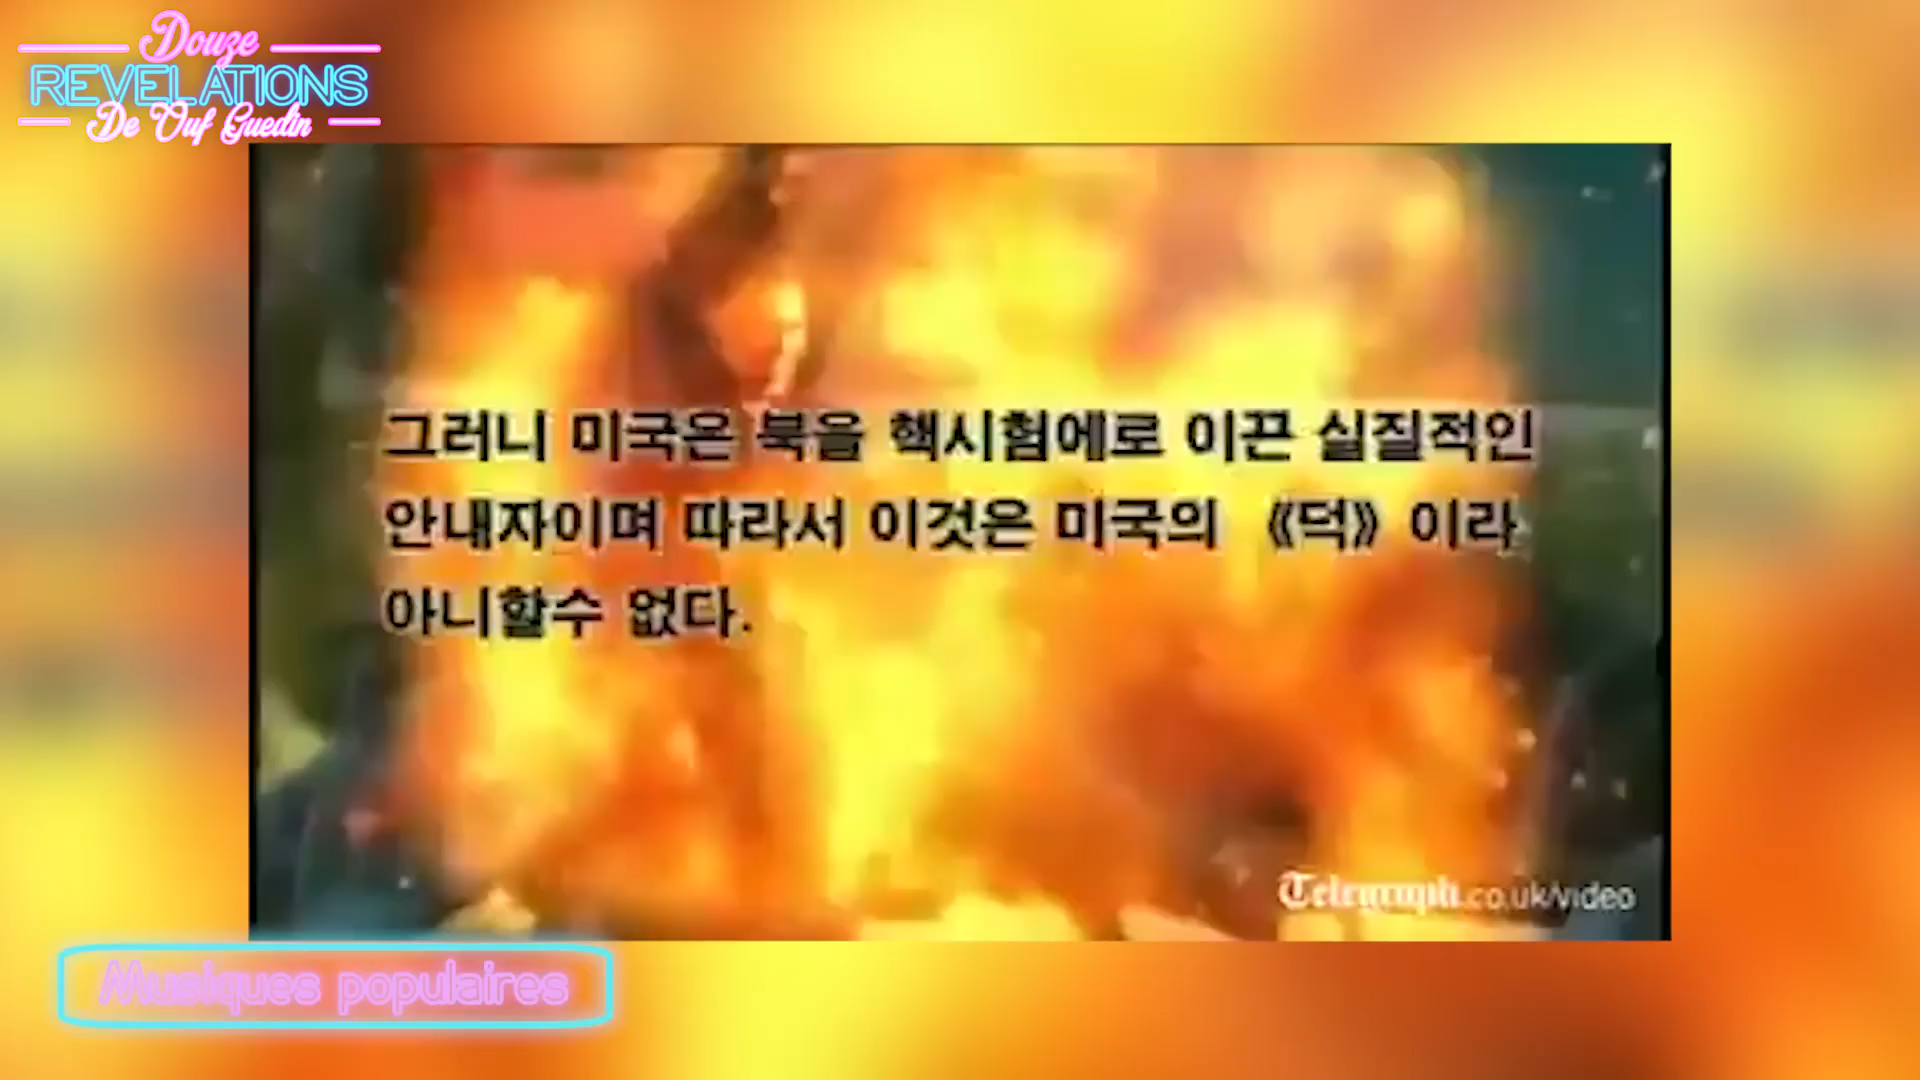 Douze
REVELATIONS
De Ouf Guedin
그러니 미국은 북을 핵시험에로 이끈 실질적인
안내자이며 따라서 이것은 미국의 《덕》 이라
아니할수 없다.
Telegraph.co.uk/video
Musiques populaires